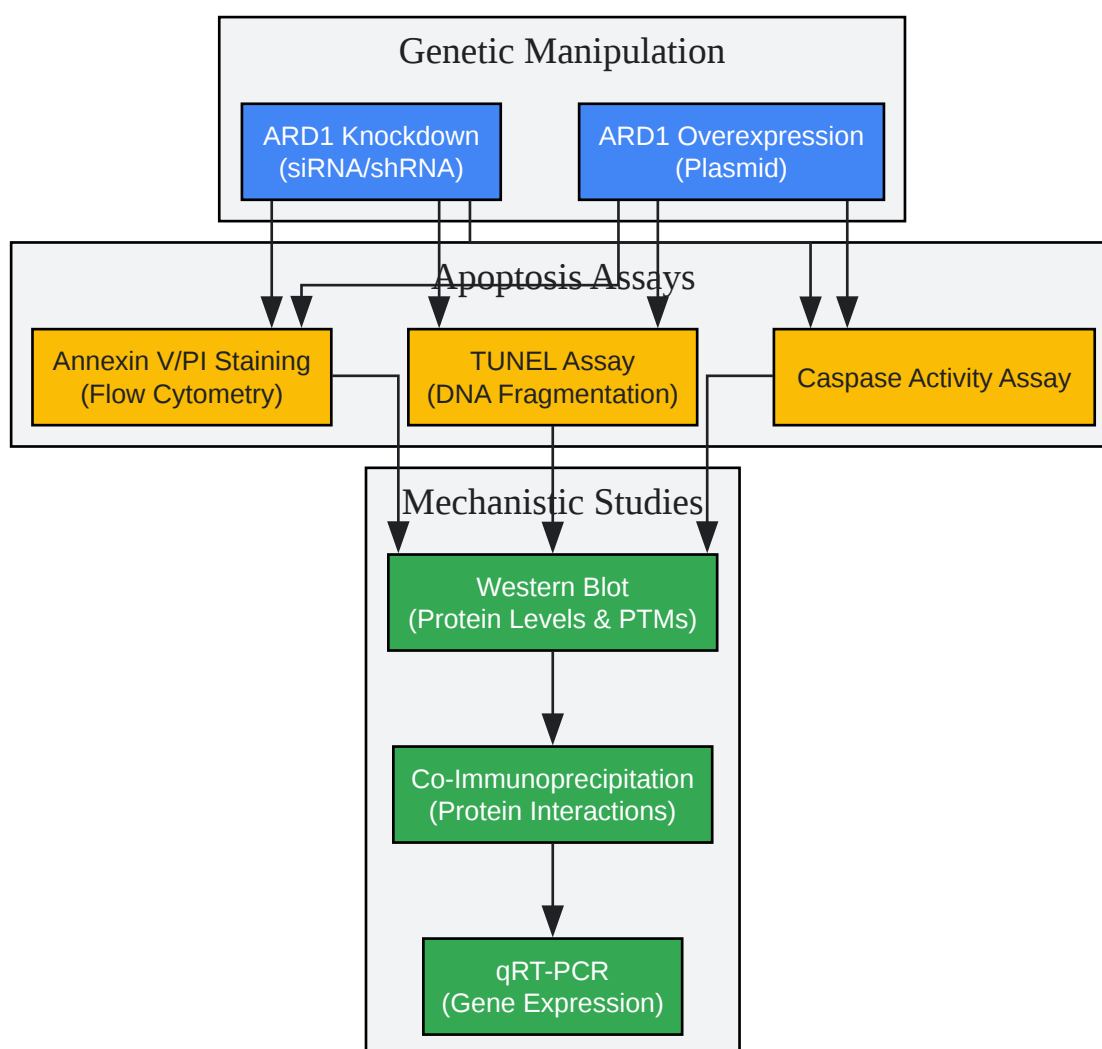 Genetic Manipulation
ARD1 Knockdown
(siRNA/shRNA)
ARD1 Overexpression
(Plasmid)
Apoptosis Assays
Annexin V/PI Staining
(Flow Cytometry)
TUNEL Assay
(DNA Fragmentation)
Caspase Activity Assay
Mechanistic Studies
Western Blot
(Protein Levels & PTMs)
Co-Immunoprecipitation
(Protein Interactions)
qRT-PCR
(Gene Expression)